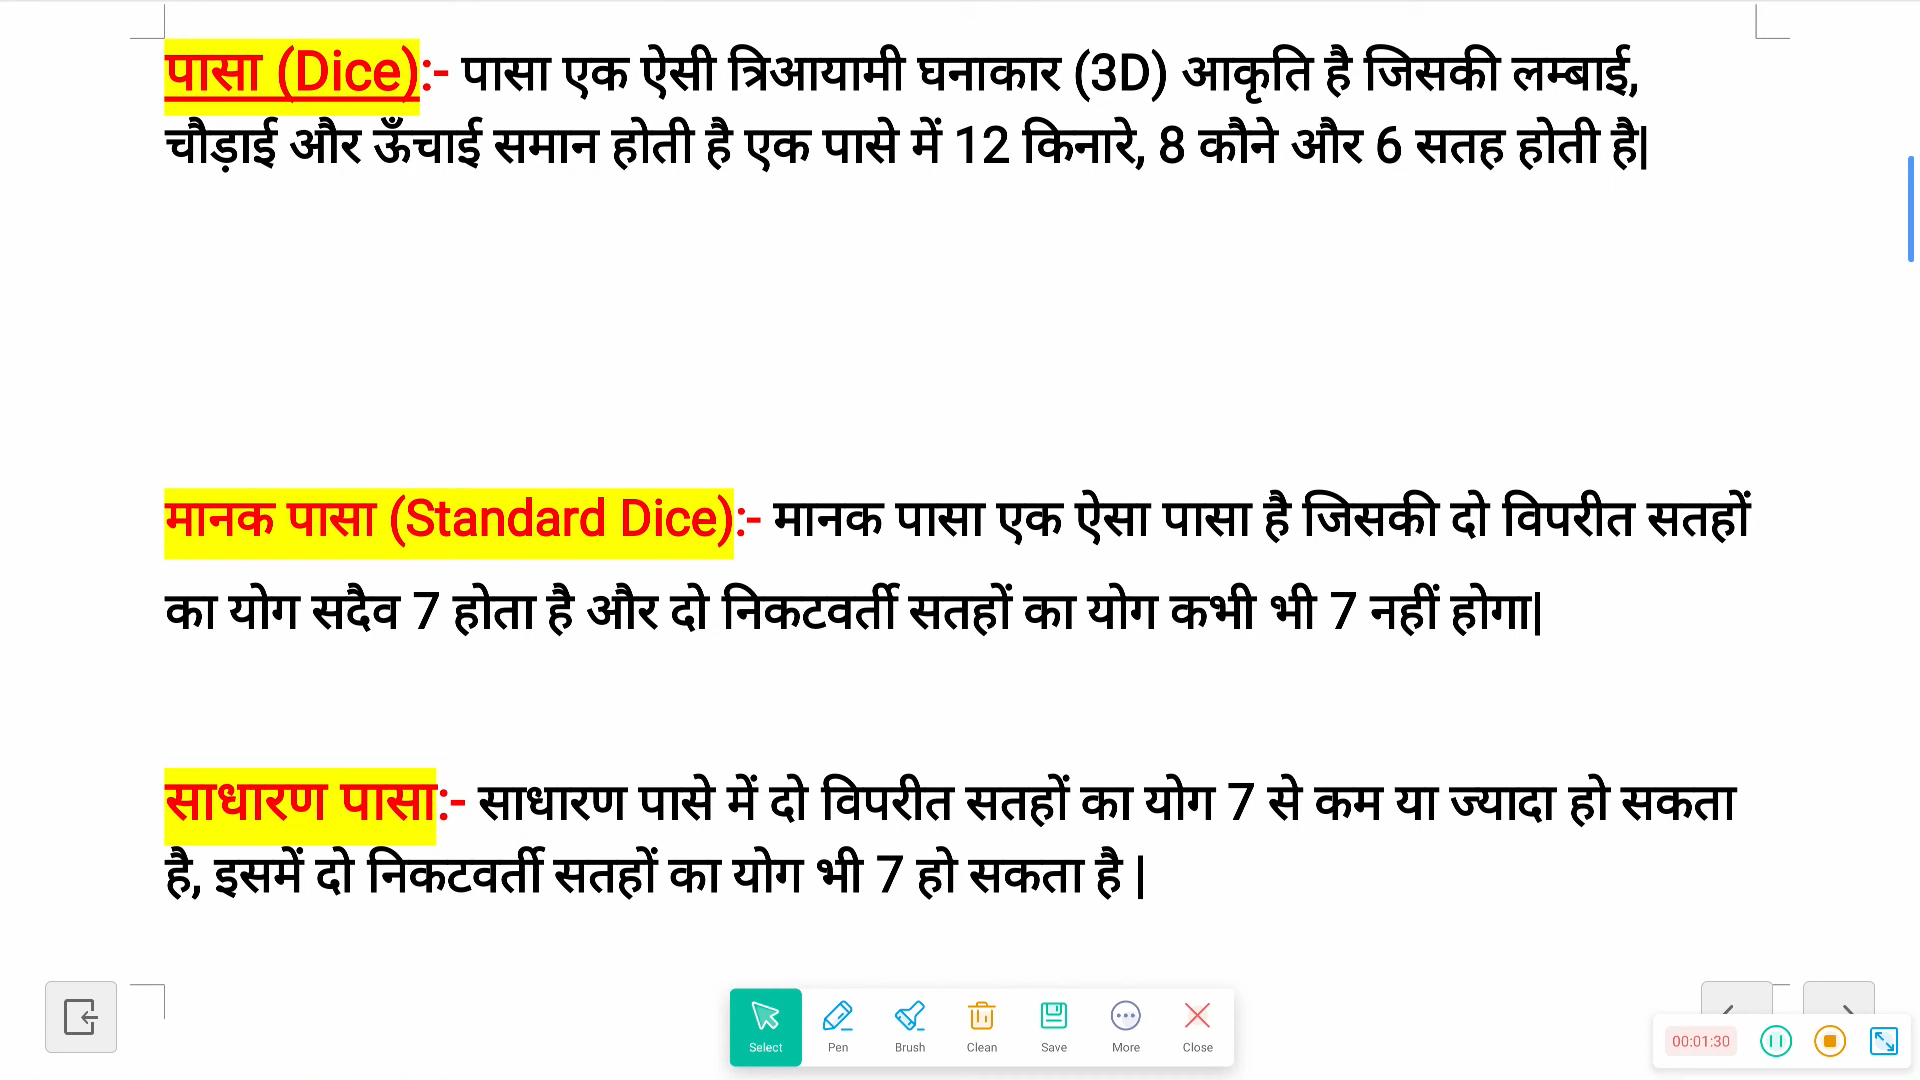 पासा (Dice):- पासा एक ऐसी त्रिआयामी घनाकार (3D) आकृति है जिसकी लम्बाई,
चौड़ाई और ऊँचाई समान होती है एक पासे में 12 किनारे, 8 कौने और 6 सतह होती है|
मानक पासा (Standard Dice):- मानक पासा एक ऐसा पासा है जिसकी दो विपरीत सतहों
का योग सदैव 7 होता है और दो निकटवर्ती सतहों का योग कभी भी 7 नहीं होगा|
साधारण पासा:- साधारण पासे में दो विपरीत सतहों का योग 7 से कम या ज्यादा हो सकता
है, इसमें दो निकटवर्ती सतहों का योग भी 7 हो सकता है |
Select Pen Brush Clean Save More Close
00:01:30